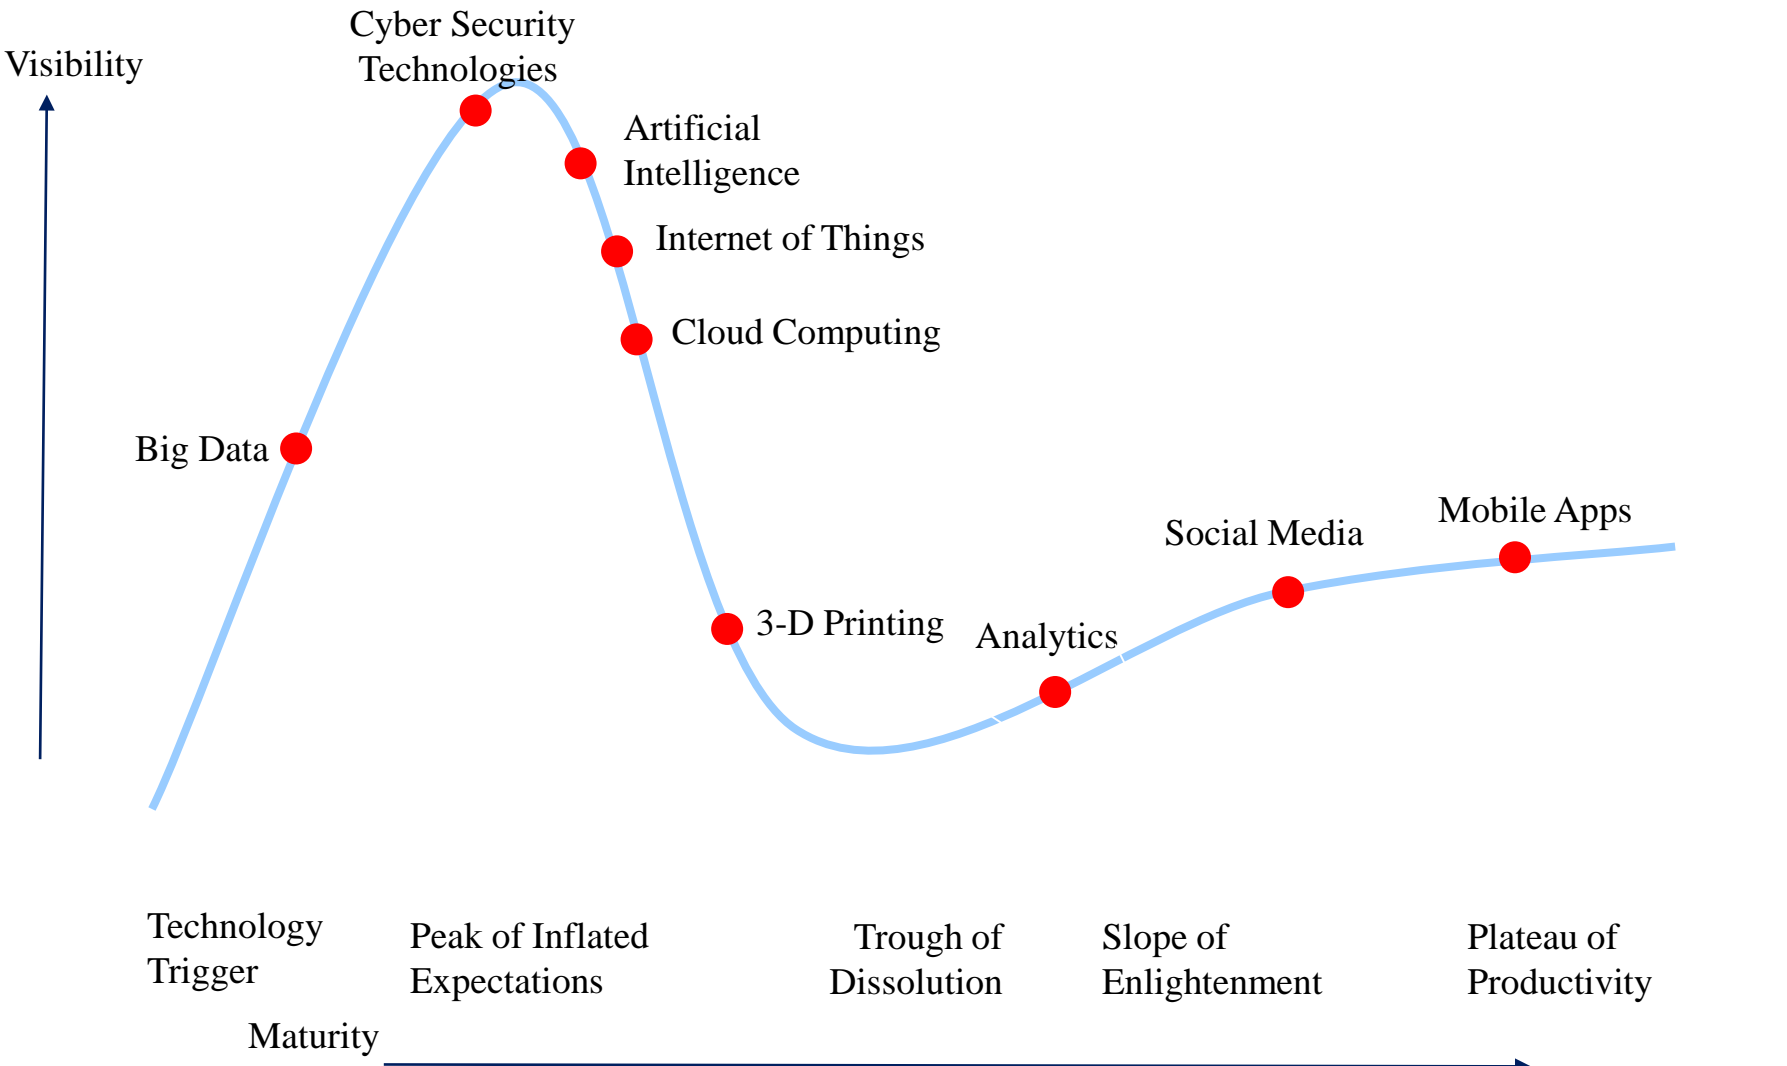 Cyber Security
Technologies
Visibility
Artificial
Intelligence
Internet of Things
Cloud Computing
Big Data
Mobile Apps
Social Media
3-D Printing
Analytics
Technology
Trigger
Peak of Inflated
Expectations
Trough of
Dissolution
Slope of
Enlightenment
Plateau of
Productivity
Maturity